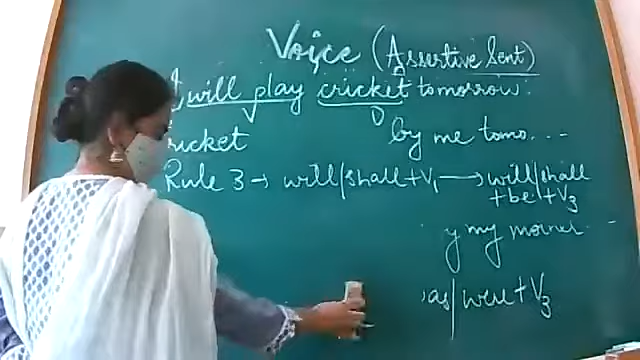 Voice (Assertive Sent)
I will play cricket tomorrow.
ricket by me tomo...
Rule 3 → will/shall + V1 → will/shall
+ be + V3
y my
as/were + V3